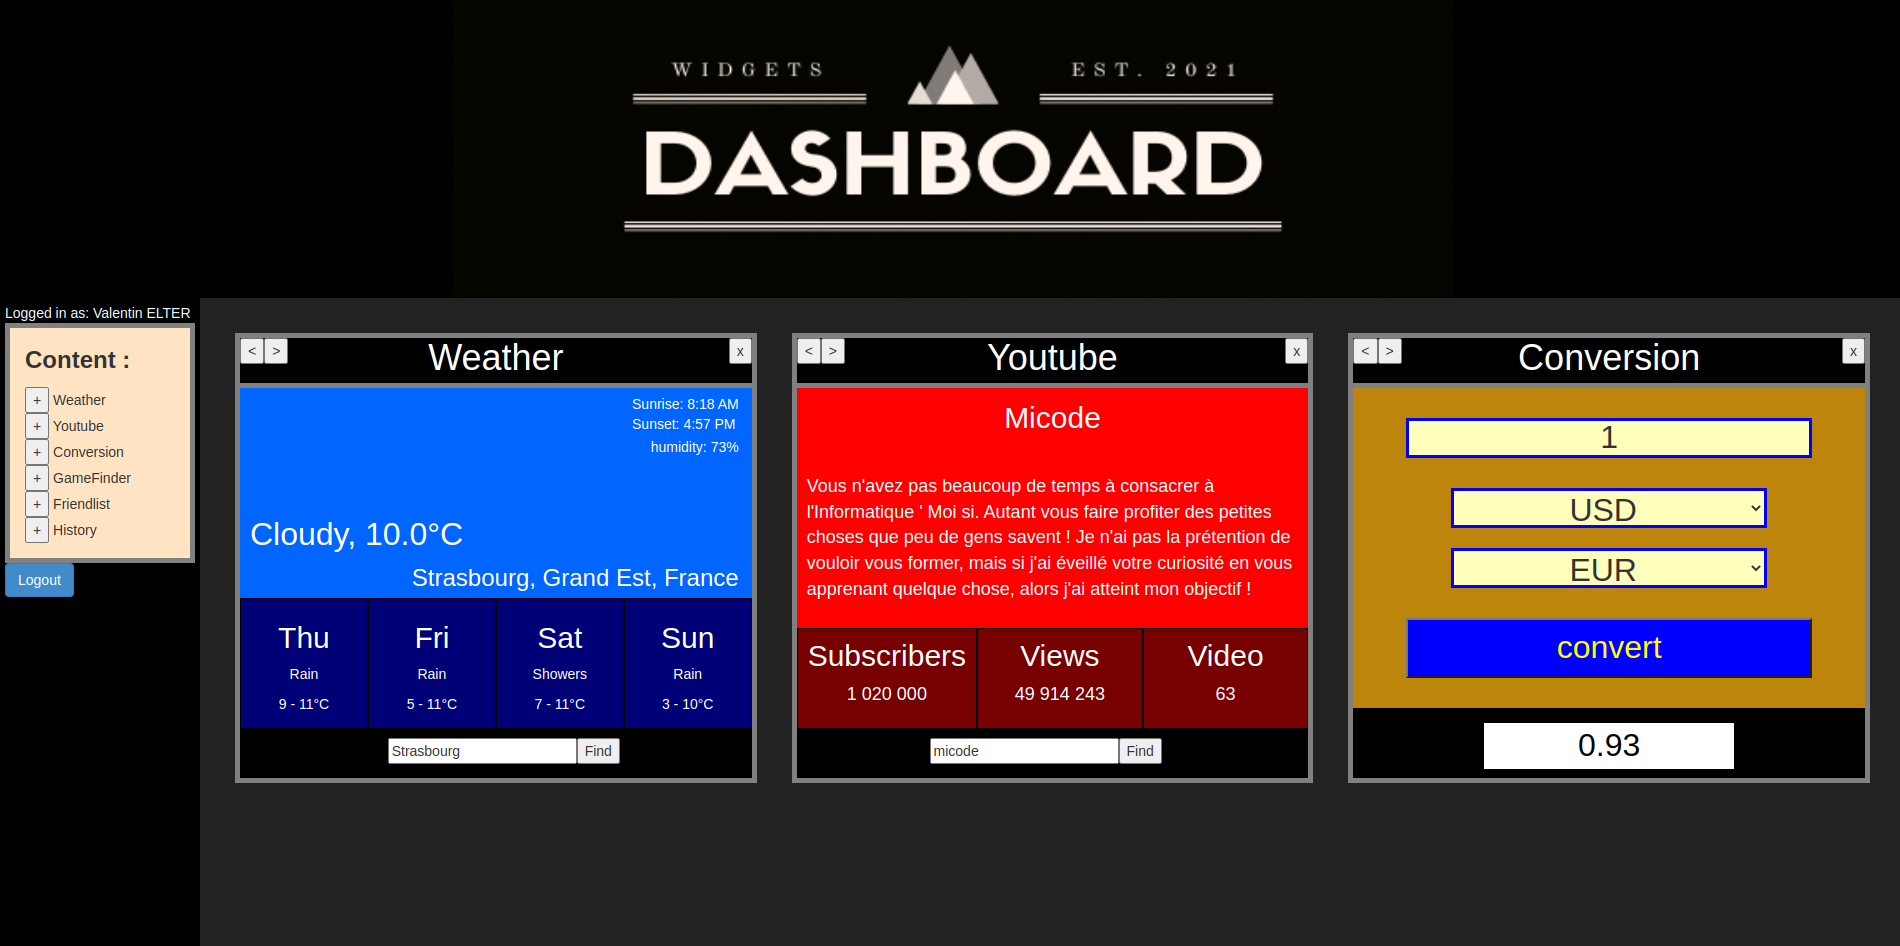 WIDGETS
EST. 2021
DASHBOARD
Logged in as: Valentin ELTER
Content :
+ Weather
+ Youtube
+ Conversion
+ GameFinder
+ Friendlist
+ History
Logout
< > Weather x
Sunrise: 8:18 AM
Sunset: 4:57 PM
humidity: 73%
Cloudy, 10.0°C
Strasbourg, Grand Est, France
Thu Fri Sat Sun
Rain Rain Showers Rain
9 - 11°C 5 - 11°C 7 - 11°C 3 - 10°C
Strasbourg Find
< > Youtube x
Micode
Vous n'avez pas beaucoup de temps à consacrer à
l'Informatique ' Moi si. Autant vous faire profiter des petites
choses que peu de gens savent ! Je n'ai pas la prétention de
vouloir vous former, mais si j'ai éveillé votre curiosité en vous
apprenant quelque chose, alors j'ai atteint mon objectif !
Subscribers Views Video
1 020 000 49 914 243 63
micode Find
< > Conversion x
1
USD
EUR
convert
0.93